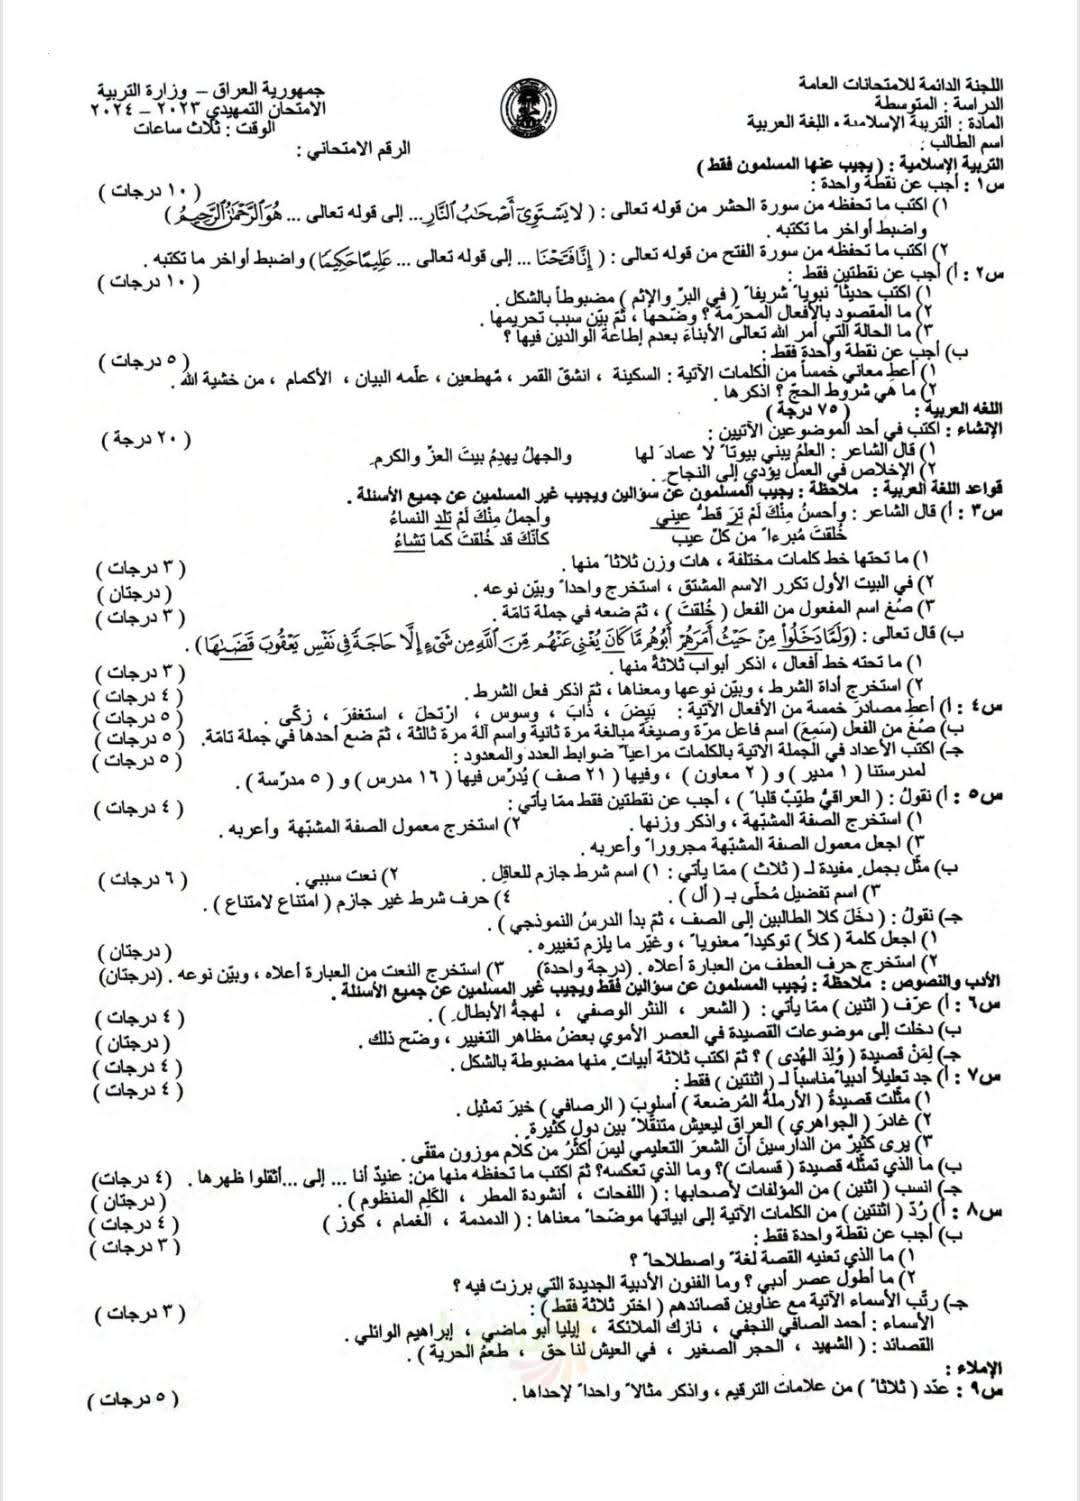 اللجنة الدائمة للامتحانات العامة
الدراسة : المتوسطة
المادة : التربية الإسلامية ، اللغة العربية
اسم الطالب :
جمهورية العراق – وزارة التربية
الامتحان التمهيدي ٢٠٢٣ – ٢٠٢٤
الوقت : ثلاث ساعات
الرقم الامتحاني :
التربية الإسلامية : ( يجيب عنها المسلمون فقط )
س١ : أجب عن نقطة واحدة : ( ١٠ درجات )
١) اكتب ما تحفظه من سورة الحشر من قوله تعالى : ( لَا يَسْتَوِي أَصْحَابُ النَّارِ... إلى قوله تعالى ... هُوَ الرَّحْمَٰنُ الرَّحِيمُ )
واضبط أواخر ما تكتبه .
٢) اكتب ما تحفظه من سورة الفتح من قوله تعالى : ( إِنَّا فَتَحْنَا ... إلى قوله تعالى ... عَلِيمًا حَكِيمًا ) واضبط أواخر ما تكتبه .
س٢ : أ) أجب عن نقطتين فقط : ( ١٠ درجات )
١) اكتب حديثاً نبوياً شريفاً ( في البرّ والإثم ) مضبوطاً بالشكل .
٢) ما المقصود بالأفعال المحرّمة ؟ وضّحها ، ثمّ بيّن سبب تحريمها .
٣) ما الحالة التي أمر الله تعالى الأبناءَ بعدم إطاعة الوالدين فيها ؟
ب) أجب عن نقطة واحدة فقط : ( ٥ درجات )
١) أعطِ معاني خمساً من الكلمات الآتية : السكينة ، انشقّ القمر ، مُهطعين ، علّمه البيان ، الأكمام ، من خشية الله .
٢) ما هي شروط الحجّ ؟ اذكرها .
اللغه العربية : ( ٧٥ درجة )
الإنشاء : اكتب في أحد الموضوعين الآتيين : ( ٢٠ درجة )
١) قال الشاعر : العلمُ يبني بيوتاً لا عمادَ لها والجهلُ يهدِمُ بيتَ العزّ والكرمِ
٢) الإخلاص في العمل يؤدي إلى النجاح .
قواعد اللغة العربية : ملاحظة : يجيب المسلمون عن سؤالين ويجيب غير المسلمين عن جميع الأسئلة .
س٣ : أ) قال الشاعر : وأحسنُ مِنْكَ لَمْ تَرَ قطُّ عيني وأجملُ مِنْكَ لَمْ تَلِدِ النساءُ
خُلقتَ مُبرءاً من كلّ عيب كأنّكَ قد خُلقتَ كما تشاءُ
١) ما تحتها خط كلمات مختلفة ، هات وزن ثلاثاً منها . ( ٣ درجات )
٢) في البيت الأول تكرر الاسم المشتق ، استخرج واحداً وبيّن نوعه . ( درجتان )
٣) صُغ اسم المفعول من الفعل ( خُلقتَ ) ، ثمّ ضعه في جملة تامّة . ( ٣ درجات )
ب) قال تعالى : ( وَلَمَّا دَخَلُوا مِنْ حَيْثُ أَمَرَهُمْ أَبُوهُم مَّا كَانَ يُغْنِي عَنْهُم مِّنَ اللَّهِ مِن شَيْءٍ إِلَّا حَاجَةً فِي نَفْسِ يَعْقُوبَ قَضَاهَا ) .
١) ما تحته خط أفعال ، اذكر أبواب ثلاثة منها . ( ٣ درجات )
٢) استخرج أداة الشرط ، وبيّن نوعها ومعناها ، ثمّ اذكر فعل الشرط . ( ٤ درجات )
س٤ : أ) أعطِ مصادرَ خمسة من الأفعال الآتية : بَيِضَ ، ذابَ ، وسوس ، ارْتحلَ ، استغفرَ ، زكّى . ( ٥ درجات )
ب) صُغ من الفعل (سَمِعَ) اسم فاعل مرّة وصيغة مبالغة مرة ثانية واسم آلة مرة ثالثة ، ثمّ ضع أحدها في جملة تامّة. ( ٥ درجات )
جـ) اكتب الأعداد في الجملة الآتية بالكلمات مراعياً ضوابط العدد والمعدود : ( ٥ درجات )
لمدرستنا ( ١ مدير ) و ( ٢ معاون ) ، وفيها ( ٢١ صف ) يُدرّس فيها ( ١٦ مدرس ) و ( ٥ مدرّسة ) .
س٥ : أ) نقولُ : ( العراقيُّ طيّبٌ قلباً ) ، أجب عن نقطتين فقط ممّا يأتي : ( ٤ درجات )
١) استخرج الصفة المشبّهة ، واذكر وزنها . ٢) استخرج معمول الصفة المشبّهة وأعربه .
٣) اجعل معمول الصفة المشبّهة مجروراً وأعربه .
ب) مثّل بجملٍ مفيدة لـ ( ثلاث ) ممّا يأتي : ١) اسم شرط جازم للعاقل . ٢) نعت سببي . ( ٦ درجات )
٣) اسم تفضيل مُحلّى بـ ( أل ) . ٤) حرف شرط غير جازم ( امتناع لامتناع ) .
جـ) نقولُ : ( دخَلَ كلا الطالبين إلى الصف ، ثمّ بدأ الدرسُ النموذجي ) .
١) اجعل كلمة ( كلا ) توكيداً معنوياً ، وغيّر ما يلزم تغييره . ( درجتان )
٢) استخرج حرف العطف من العبارة أعلاه . (درجة واحدة) ٣) استخرج النعت من العبارة أعلاه ، وبيّن نوعه . (درجتان)
الأدب والنصوص : ملاحظة : يُجيب المسلمون عن سؤالين فقط ويجيب غير المسلمين عن جميع الأسئلة .
س٦ : أ) عرّف ( اثنين ) ممّا يأتي : ( الشعر ، النثر الوصفي ، لهجةُ الأبطال ) . ( ٤ درجات )
ب) دخلت إلى موضوعات القصيدة في العصر الأموي بعضُ مظاهر التغيير ، وضّح ذلك . ( درجتان )
جـ) لِمَنْ قصيدة ( وُلِدَ الهُدى ) ؟ ثمّ اكتب ثلاثة أبياتٍ منها مضبوطة بالشكل . ( ٤ درجات )
س٧ : أ) جد تعليلاً أدبياً مناسباً لـ ( اثنتين ) فقط : ( ٤ درجات )
١) مثّلت قصيدةُ ( الأرملةُ المُرضعة ) أسلوبَ ( الرصافي ) خيرَ تمثيل .
٢) غادرَ ( الجواهري ) العراق ليعيش متنقّلاً بين دولٍ كثيرة .
٣) يرى كثيرٌ من الدارسينَ أنّ الشعرَ التعليمي ليسَ أكثرُ من كلام موزون مقفّى .
ب) ما الذي تمثّله قصيدة ( قسمات )؟ وما الذي تعكسه؟ ثمّ اكتب ما تحفظه منها من: عنيدٌ أنا ... إلى ...أثقلوا ظهرها . ( ٤ درجات)
جـ) انسب ( اثنين ) من المؤلفات لأصحابها : ( اللفحات ، أنشودة المطر ، الكَلِم المنظوم ) . ( درجتان )
س٨ : أ) رُدّ ( اثنتين ) من الكلمات الآتية إلى ابياتها موضّحاً معناها : ( الدمدمة ، الغمام ، كوز ) ( ٤ درجات )
ب) أجب عن نقطة واحدة فقط : ( ٣ درجات )
١) ما الذي تعنيه القصة لغةً واصطلاحاً ؟
٢) ما أطول عصر أدبي ؟ وما الفنون الأدبية الجديدة التي برزت فيه ؟
جـ) رتّب الأسماء الآتية مع عناوين قصائدهم ( اختر ثلاثة فقط ) : ( ٣ درجات )
الأسماء : أحمد الصافي النجفي ، نازك الملائكة ، إيليا أبو ماضي ، إبراهيم الوائلي .
القصائد : ( الشهيد ، الحجر الصغير ، في العيش لنا حق ، طعمُ الحرية ) .
الإملاء :
س٩ : عدّد ( ثلاثاً ) من علامات الترقيم ، واذكر مثالاً واحداً لإحداها . ( ٥ درجات )